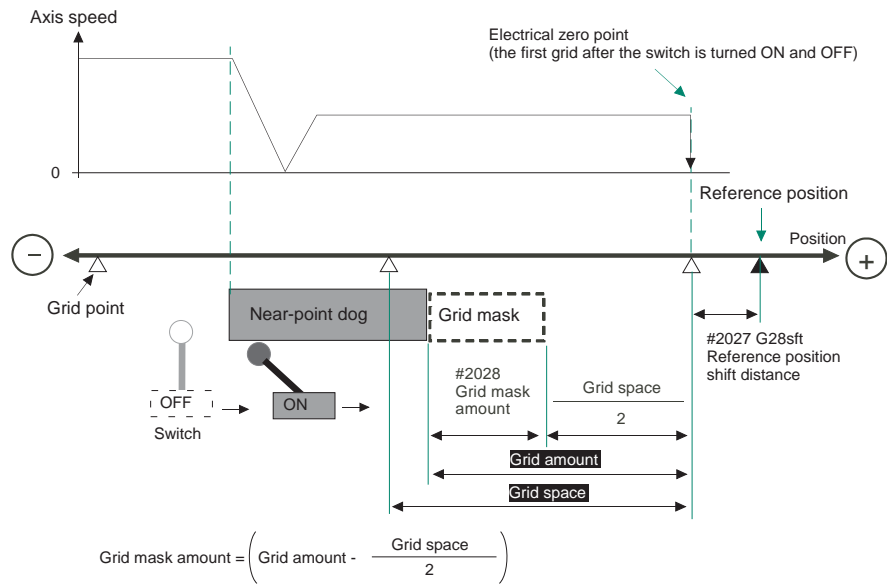 Axis speed
Electrical zero point
(the first grid after the switch is turned ON and OFF)
0
Reference position
Position
−
+
Grid point
Near-point dog
Grid mask
#2027 G28sft
Reference position
shift distance
#2028
Grid mask
amount
Grid space
2
OFF
ON
Switch
Grid amount
Grid space
Grid mask amount = ( Grid amount - Grid space
2 )